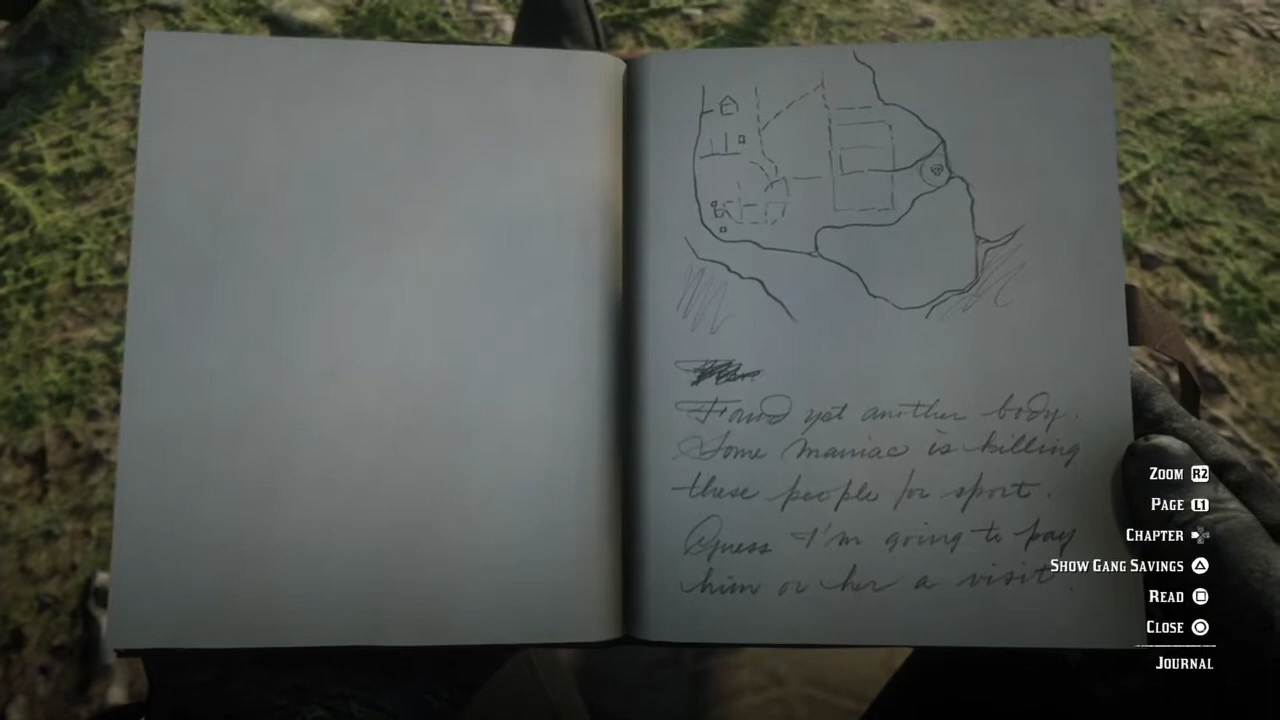 Found yet another body.
Some maniac is killing
these people for sport.
Guess I'm going to pay
him or her a visit.
ZOOM R2
PAGE L1
CHAPTER
SHOW GANG SAVINGS
READ
CLOSE
JOURNAL